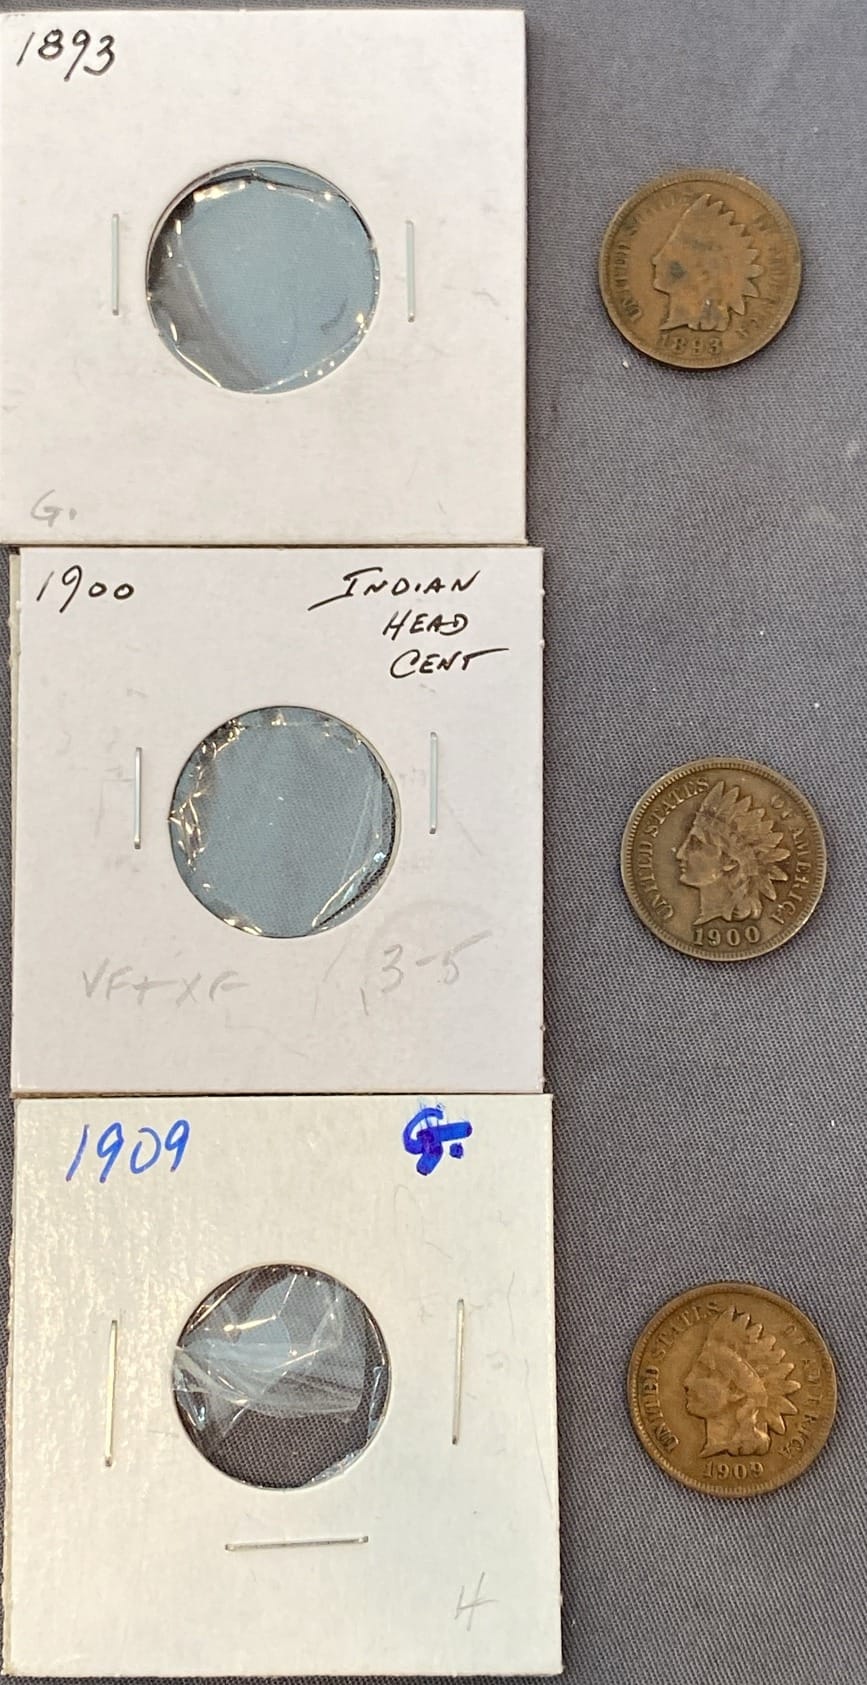 1893
G.
UNITED STATES OF AMERICA
1893
1900
INDIAN
HEAD
CENT
VF+XF
3-5
UNITED STATES OF AMERICA
1900
1909
G.
H
UNITED STATES OF AMERICA
1909